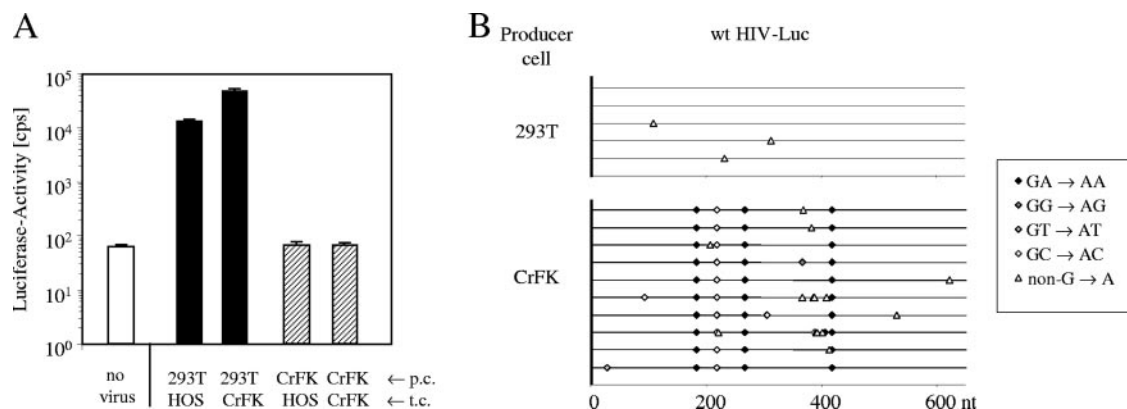 A
Luciferase-Activity [cps]
10⁵
10⁴
10³
10²
10¹
10⁰
no
virus
293T 293T CrFK CrFK ← p.c.
HOS CrFK HOS CrFK ← t.c.
B
Producer
cell
wt HIV-Luc
293T
CrFK
0 200 400 600 nt
GA → AA
GG → AG
GT → AT
GC → AC
non-G → A